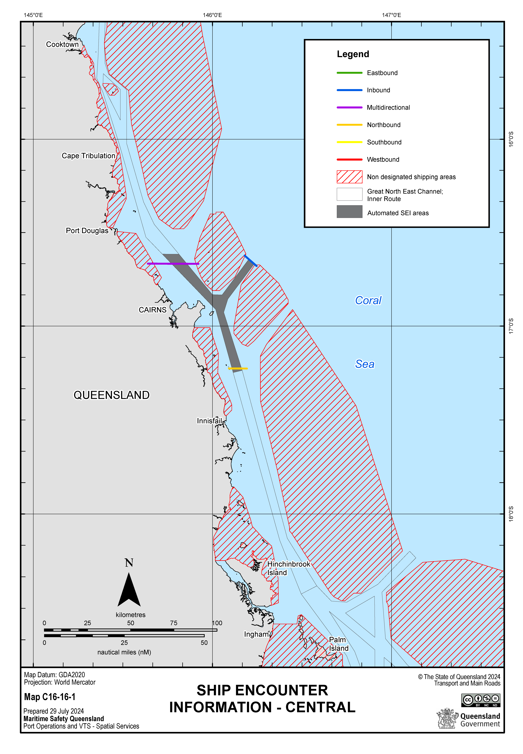 145°0'E
146°0'E
147°0'E
Cooktown
Cape Tribulation
Port Douglas
CAIRNS
QUEENSLAND
Innisfail
Hinchinbrook
Island
Ingham
Palm
Island
Coral
Sea
16°0'S
17°0'S
18°0'S
Legend
Eastbound
Inbound
Multidirectional
Northbound
Southbound
Westbound
Non designated shipping areas
Great North East Channel;
Inner Route
Automated SEI areas
N
kilometres
0 25 50 75 100
0 25 50
nautical miles (nM)
Map Datum: GDA2020
Projection: World Mercator
Map C16-16-1
Prepared 29 July 2024
Maritime Safety Queensland
Port Operations and VTS - Spatial Services
SHIP ENCOUNTER
INFORMATION - CENTRAL
© The State of Queensland 2024
Transport and Main Roads
cc
BY NC ND
Queensland
Government